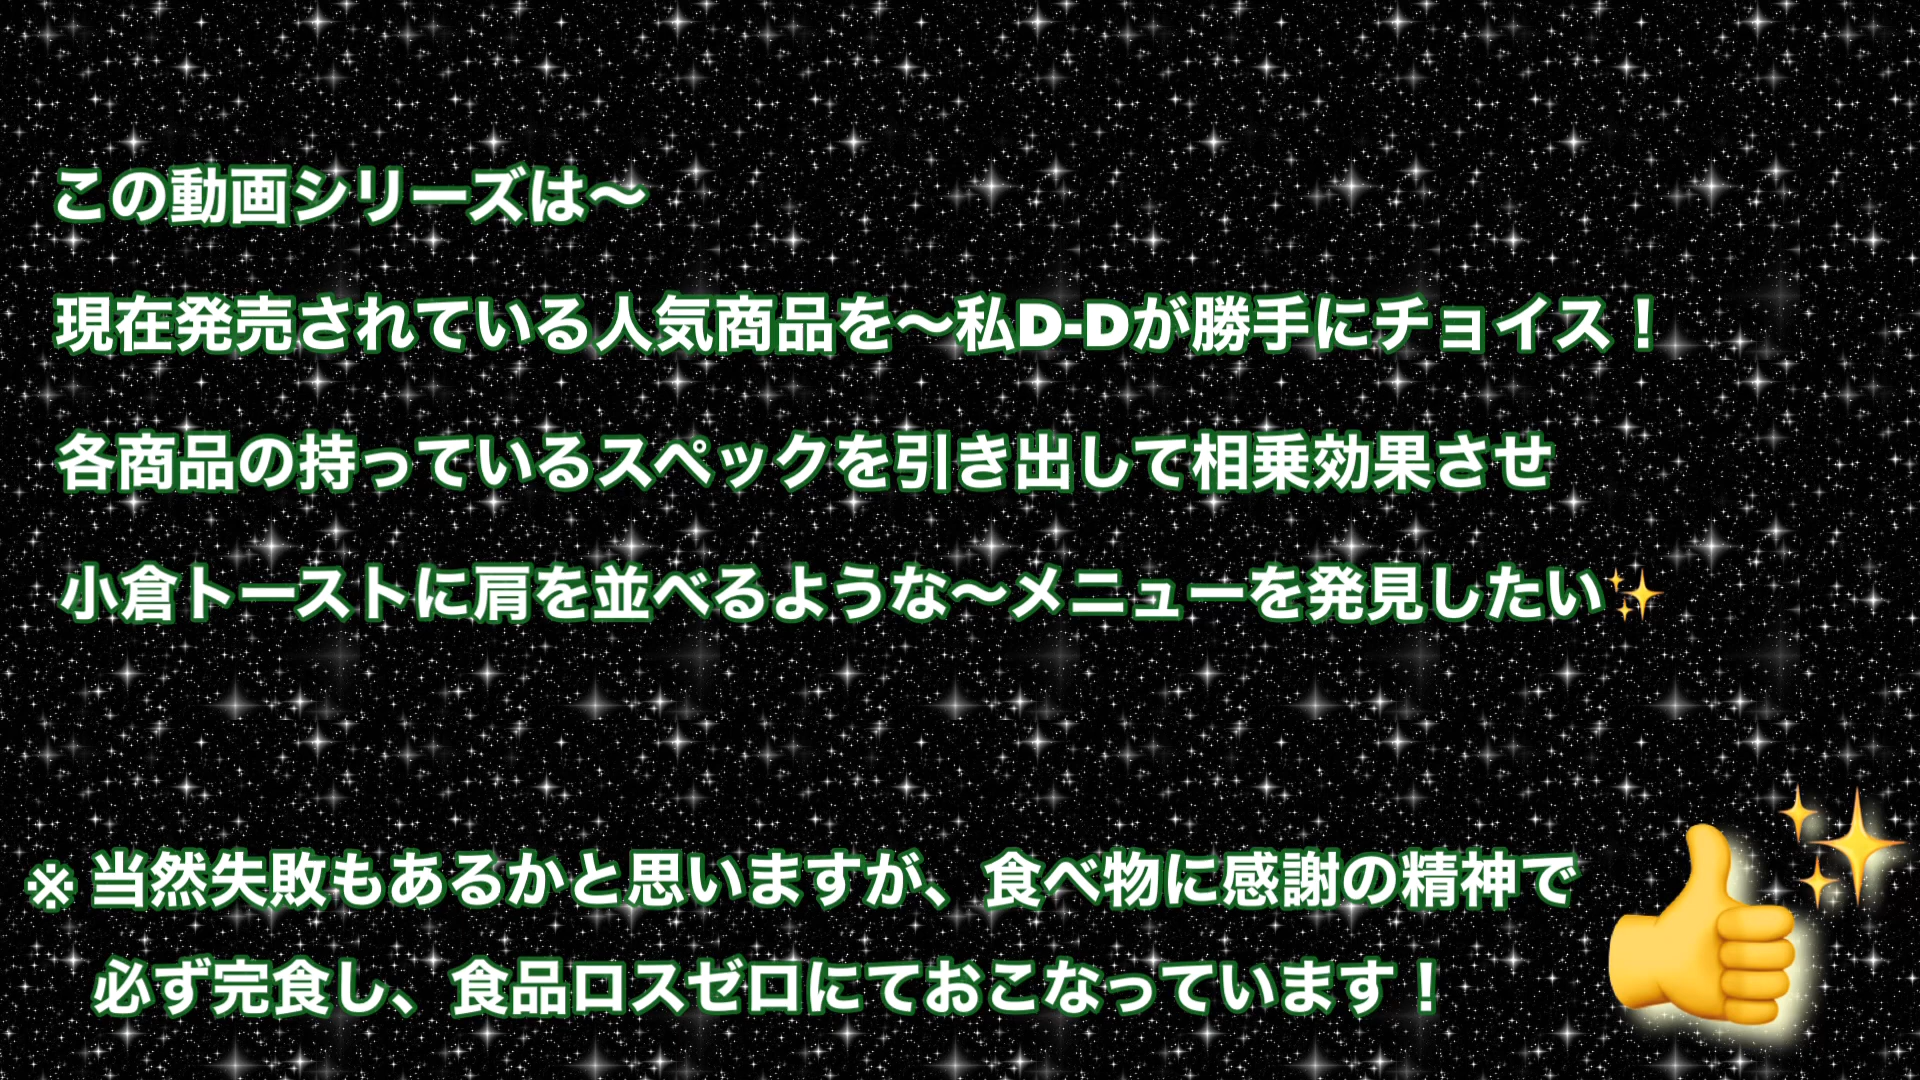 この動画シリーズは〜
現在発売されている人気商品を〜私D-Dが勝手にチョイス！
各商品の持っているスペックを引き出して相乗効果させ
小倉トーストに肩を並べるような〜メニューを発見したい✨
※ 当然失敗もあるかと思いますが、食べ物に感謝の精神で
必ず完食し、食品ロスゼロにておこなっています！